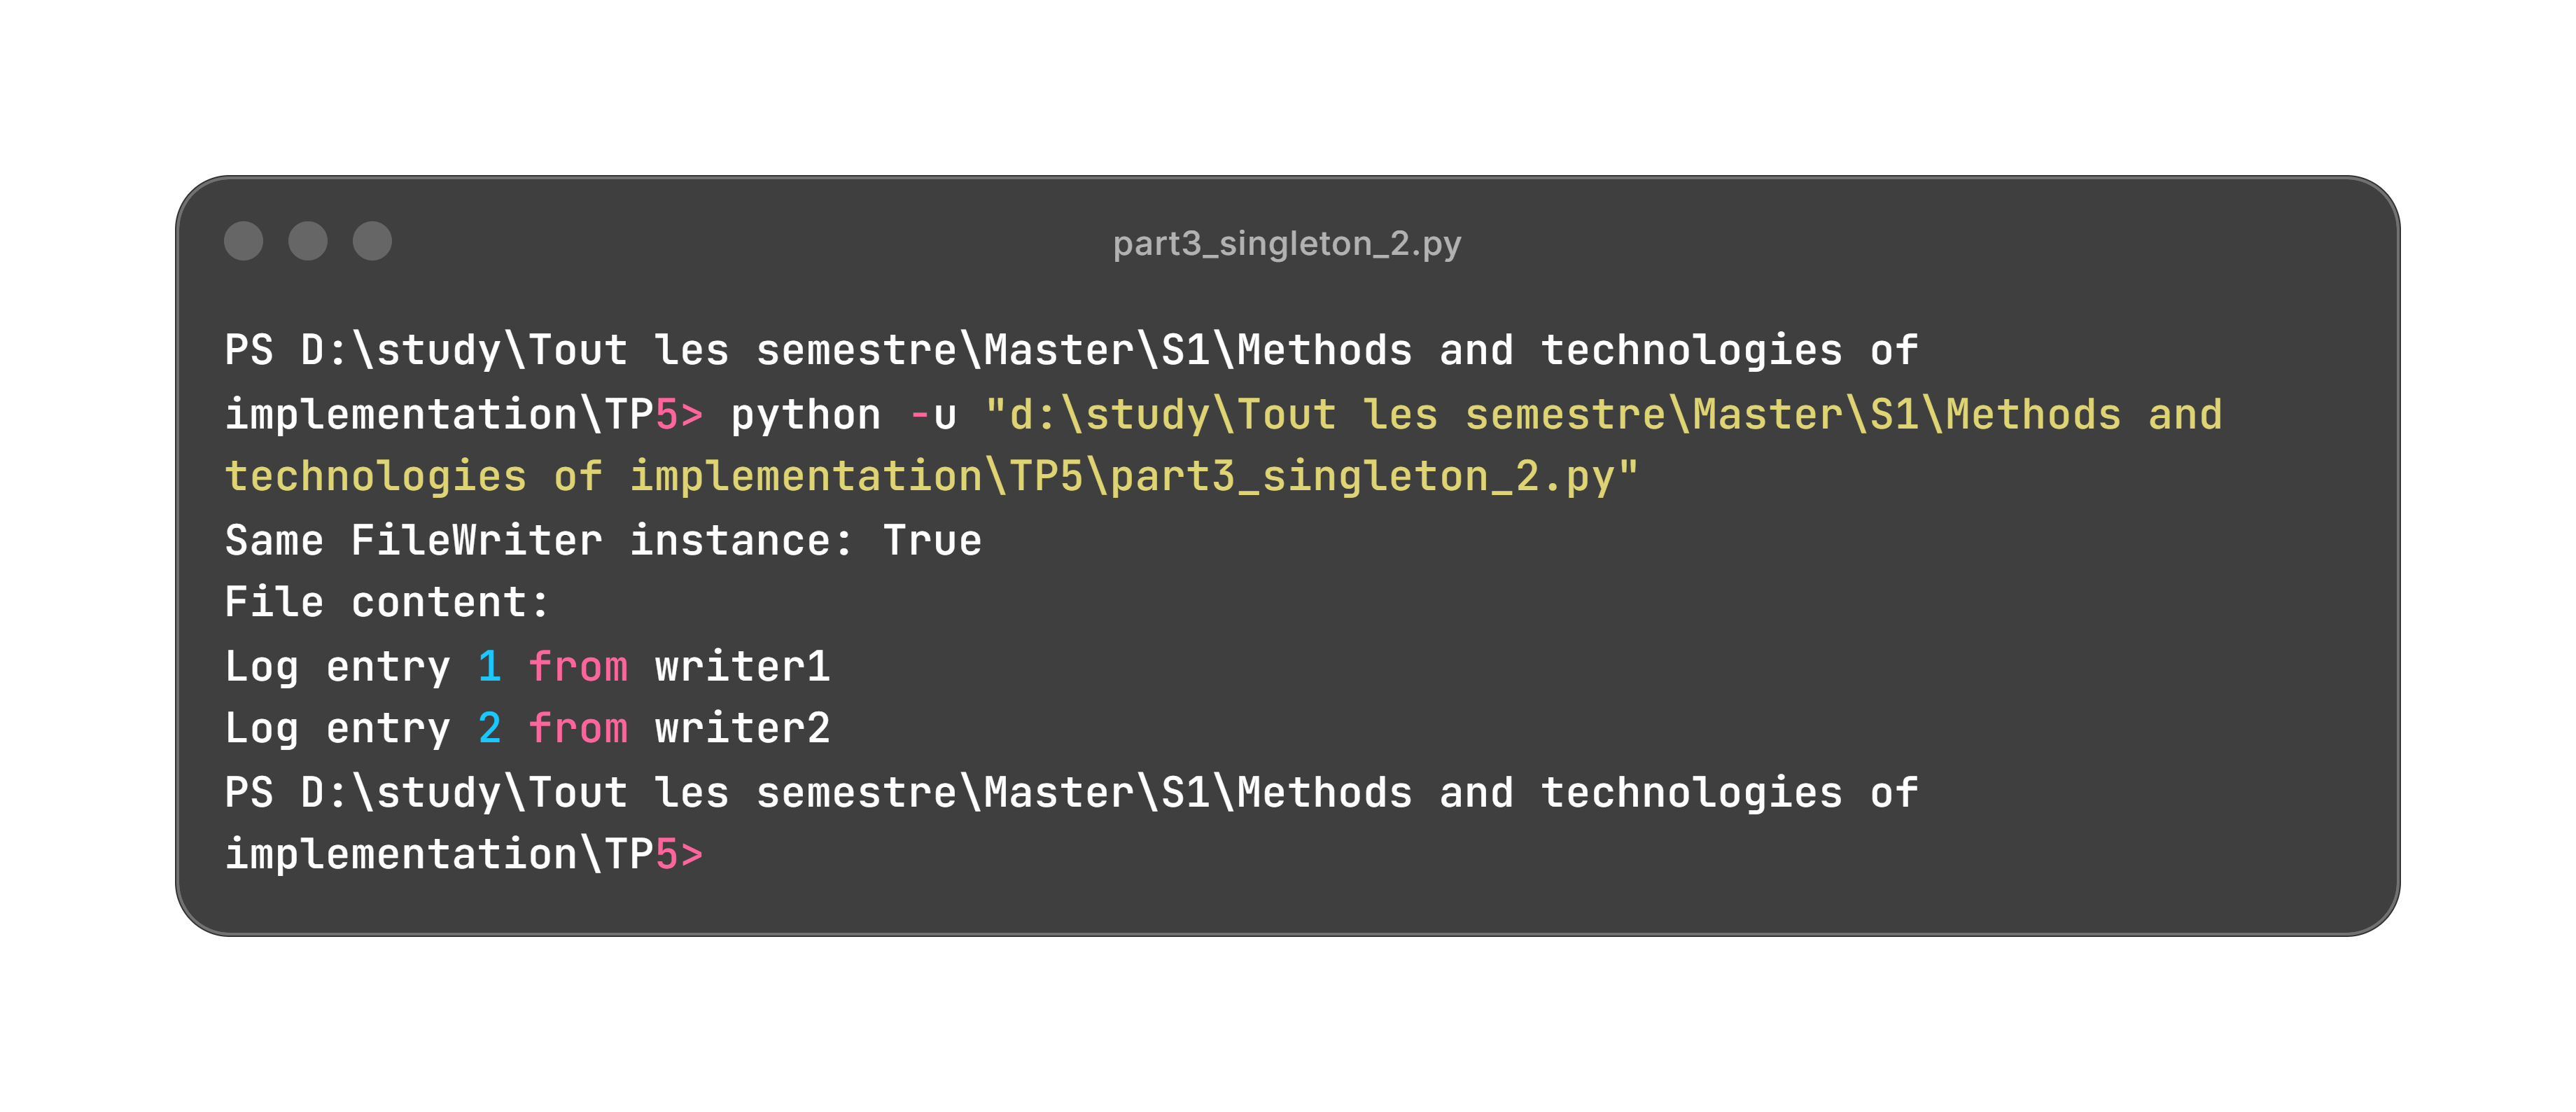 part3_singleton_2.py
PS D:\study\Tout les semestre\Master\S1\Methods and technologies of
implementation\TP5> python -u "d:\study\Tout les semestre\Master\S1\Methods and
technologies of implementation\TP5\part3_singleton_2.py"
Same FileWriter instance: True
File content:
Log entry 1 from writer1
Log entry 2 from writer2
PS D:\study\Tout les semestre\Master\S1\Methods and technologies of
implementation\TP5>